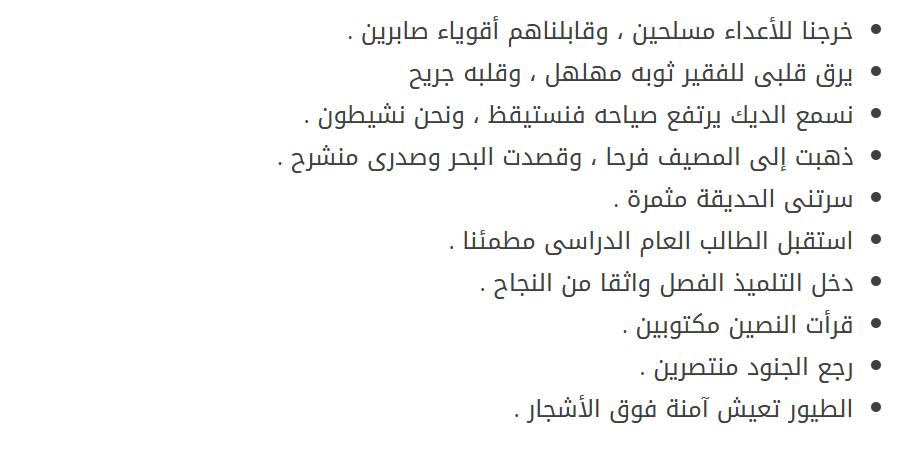 • خرجنا للأعداء مسلحين ، وقابلناهم أقوياء صابرين .
• يرق قلبى للفقير ثوبه مهلهل ، وقلبه جريح
• نسمع الديك يرتفع صياحه فنستيقظ ، ونحن نشيطون .
• ذهبت إلى المصيف فرحا ، وقصدت البحر وصدرى منشرح .
• سرتنى الحديقة مثمرة .
• استقبل الطالب العام الدراسى مطمئنا .
• دخل التلميذ الفصل واثقا من النجاح .
• قرأت النصين مكتوبين .
• رجع الجنود منتصرين .
• الطيور تعيش آمنة فوق الأشجار .